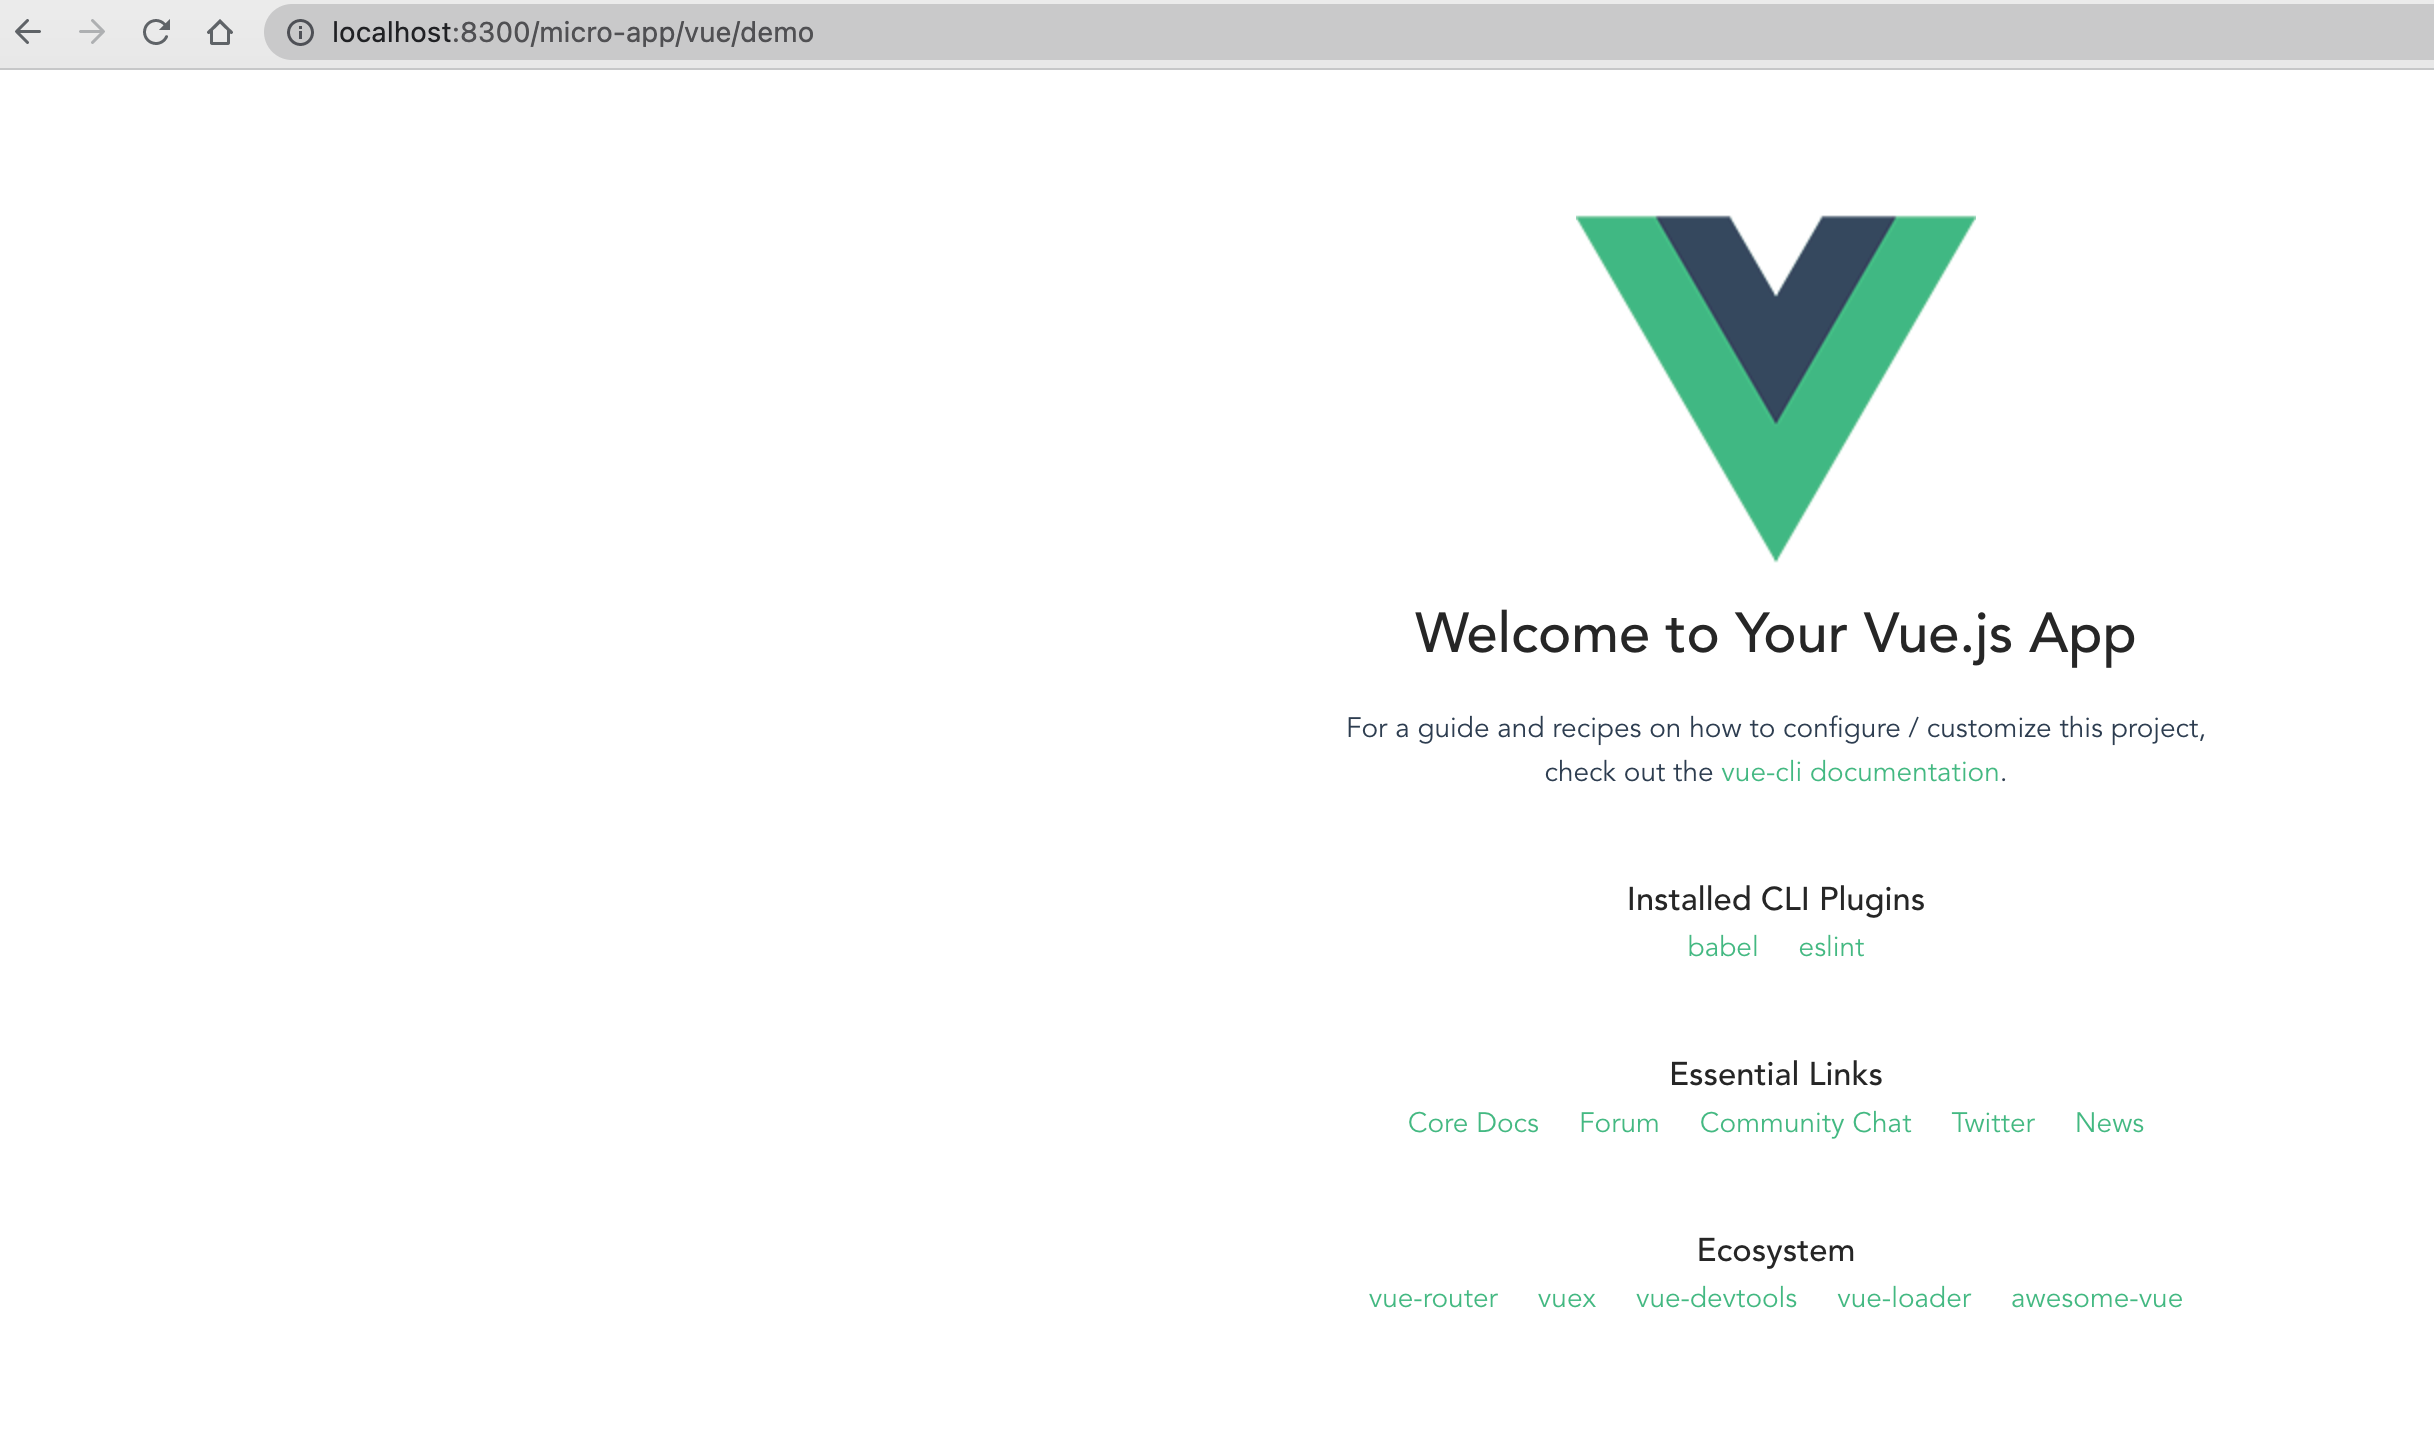 localhost:8300/micro-app/vue/demo
Welcome to Your Vue.js App
For a guide and recipes on how to configure / customize this project,
check out the vue-cli documentation.
Installed CLI Plugins
babel eslint
Essential Links
Core Docs Forum Community Chat Twitter News
Ecosystem
vue-router vuex vue-devtools vue-loader awesome-vue